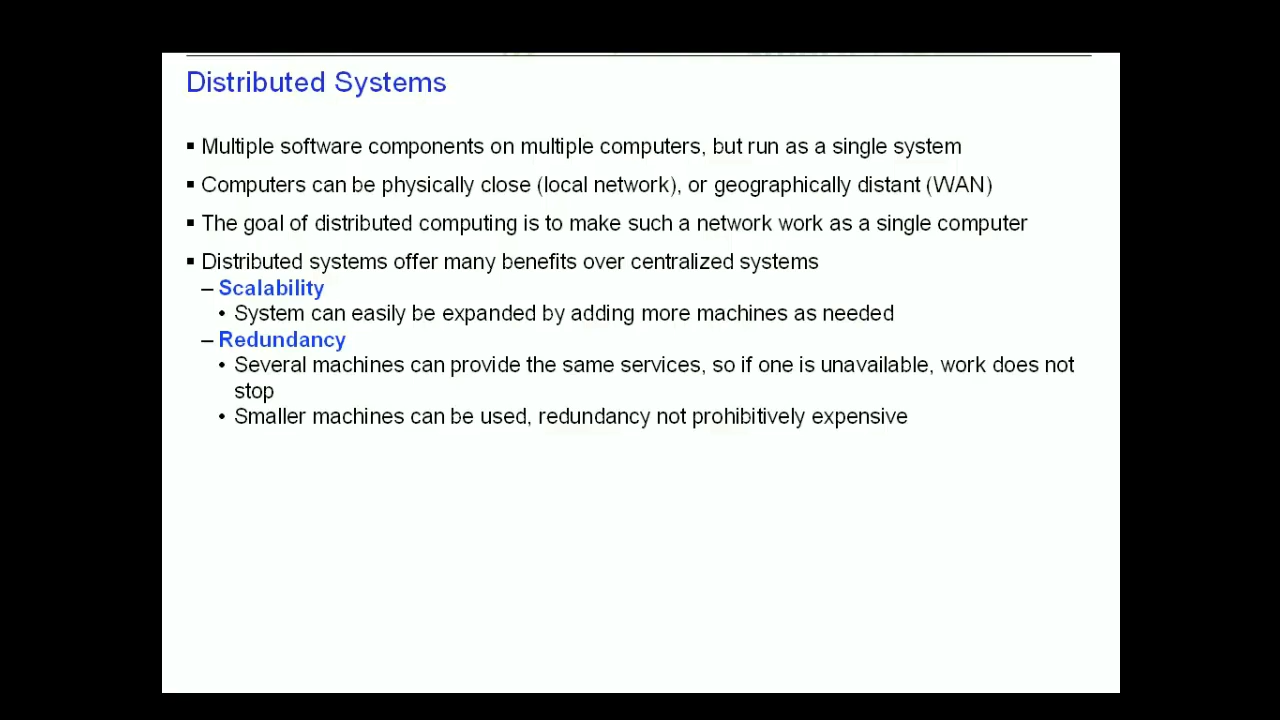 Distributed Systems
▪ Multiple software components on multiple computers, but run as a single system
▪ Computers can be physically close (local network), or geographically distant (WAN)
▪ The goal of distributed computing is to make such a network work as a single computer
▪ Distributed systems offer many benefits over centralized systems
– Scalability
• System can easily be expanded by adding more machines as needed
– Redundancy
• Several machines can provide the same services, so if one is unavailable, work does not
stop
• Smaller machines can be used, redundancy not prohibitively expensive